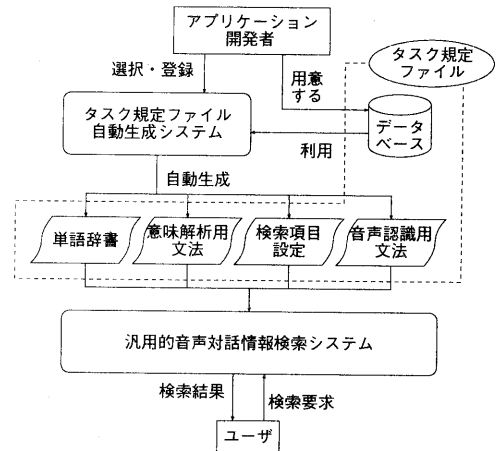 アプリケーション
開発者
タスク規定
ファイル
選択・登録
用意
する
タスク規定ファイル
自動生成システム
データ
ベース
利用
自動生成
単語辞書
意味解析用
文法
検索項目
設定
音声認識用
文法
汎用的音声対話情報検索システム
検索結果
検索要求
ユーザ